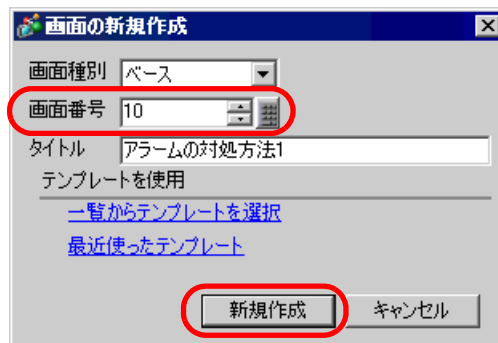 画面の新規作成
画面種別 ベース
画面番号 10
タイトル アラームの対処方法1
テンプレートを使用
一覧からテンプレートを選択
最近使ったテンプレート
新規作成 キャンセル